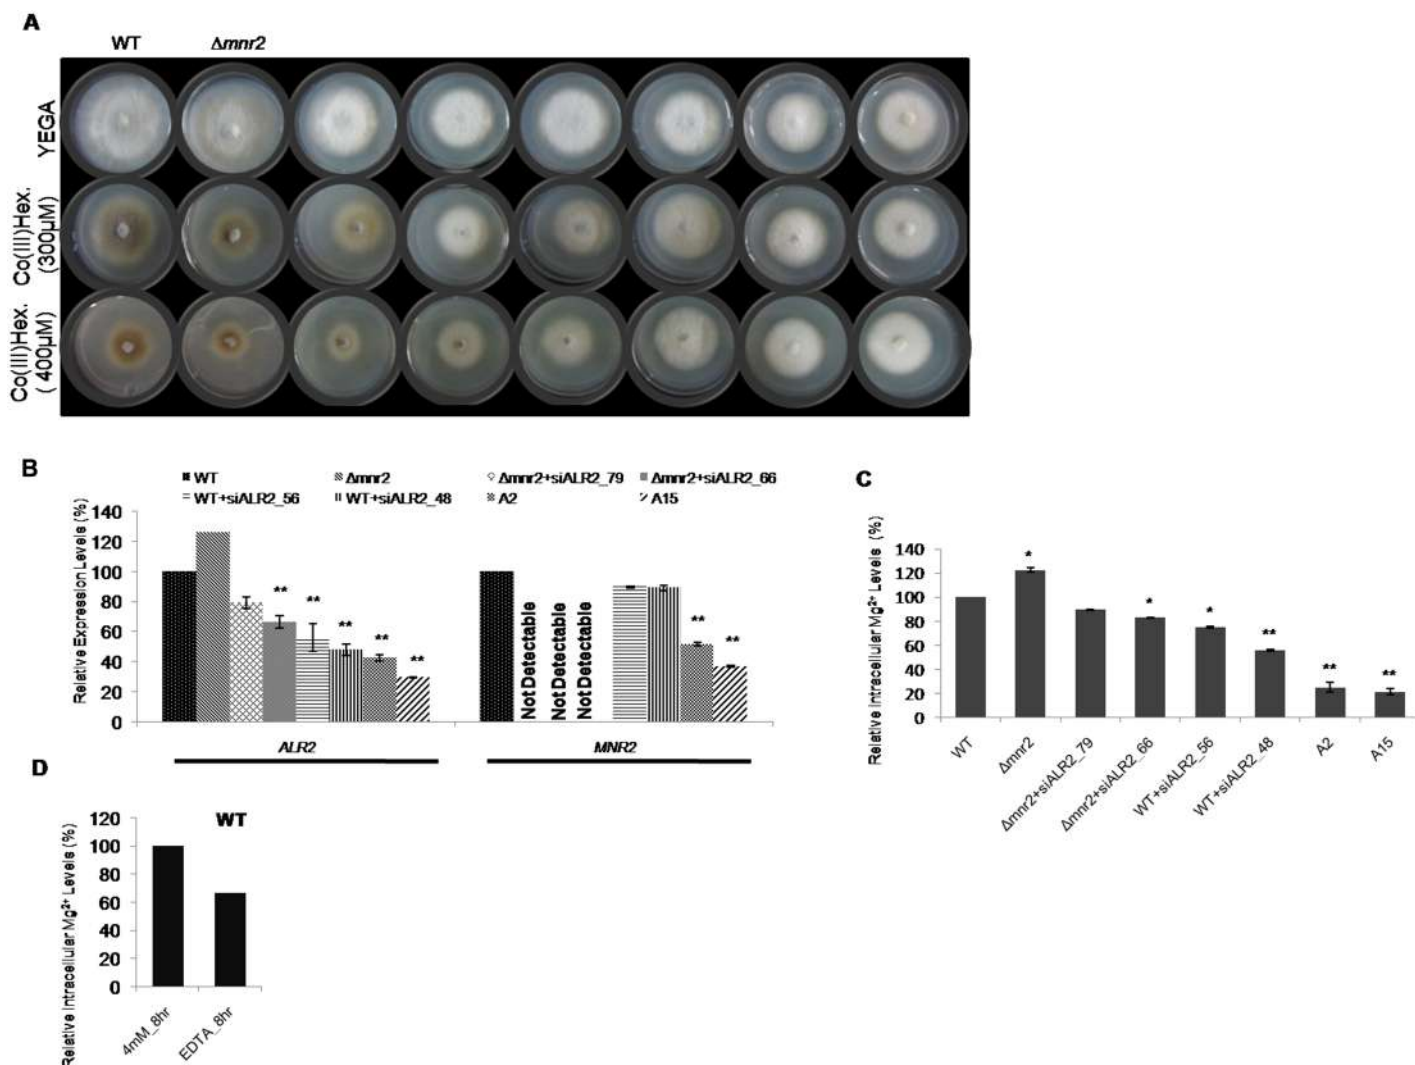 A
WT Δmnr2
YEGA
Co(III)Hex.
(300µM)
Co(III)Hex.
( 400µM)
B
WT Δmnr2 Δmnr2+siALR2_79 Δmnr2+siALR2_66
WT+siALR2_56 WT+siALR2_48 A2 A15
Relative Expression Levels (%)
140
120
100
80
60
40
20
0
**
**
**
**
**
Not Detectable
Not Detectable
Not Detectable
**
**
ALR2 MNR2
C
Relative Intracellular Mg²⁺ Levels (%)
140
120
100
80
60
40
20
0
*
*
*
**
**
**
WT
Δmnr2
Δmnr2+siALR2_79
Δmnr2+siALR2_66
WT+siALR2_56
WT+siALR2_48
A2
A15
D
WT
Relative Intracellular Mg²⁺ Levels (%)
120
100
80
60
40
20
0
4mM_8hr
EDTA_8hr